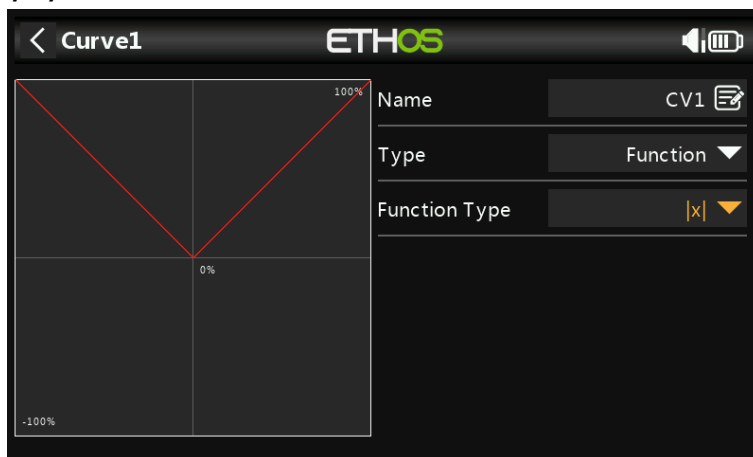 Curve1
ETHOS
100%
Name
CV1
Type
Function
Function Type
|x|
0%
-100%